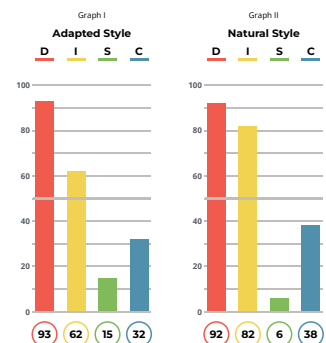 Graph I
Adapted Style
D I S C
100
80
60
40
20
0
93 62 15 32
Graph II
Natural Style
D I S C
100
80
60
40
20
0
92 82 6 38